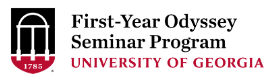 First-Year Odyssey
Seminar Program
UNIVERSITY OF GEORGIA
1785